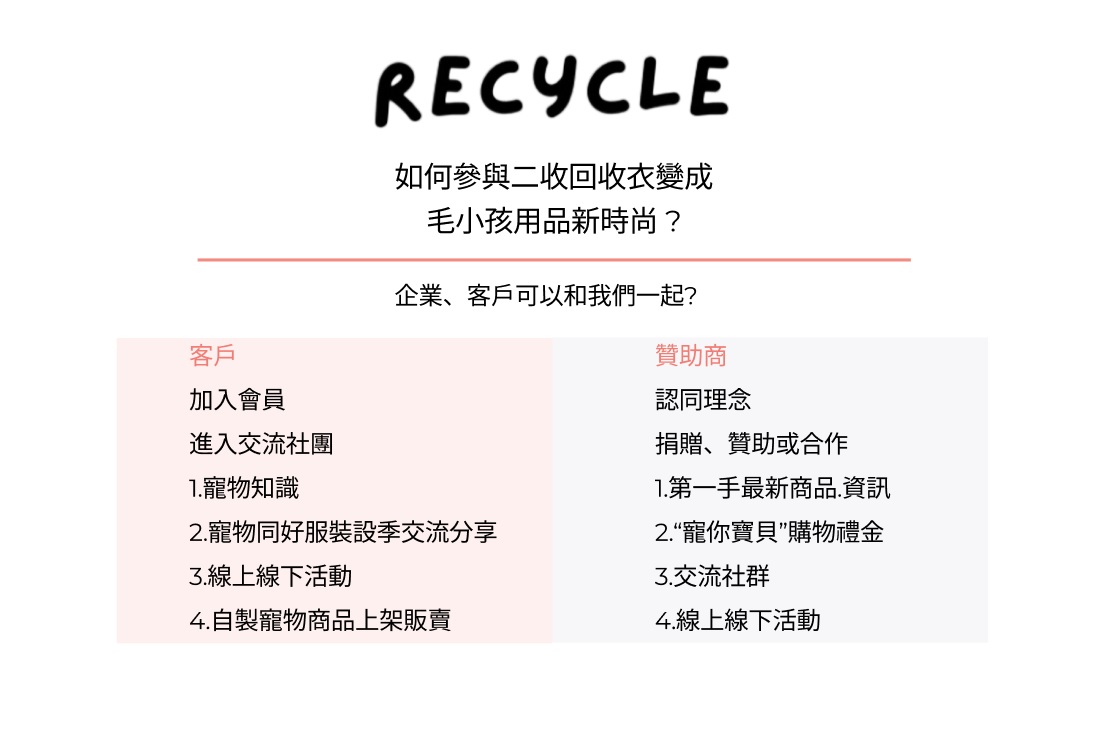 RECYCLE
如何參與二收回收衣變成
毛小孩用品新時尚？
企業、客戶可以和我們一起?
客戶
加入會員
進入交流社團
1.寵物知識
2.寵物同好服裝設季交流分享
3.線上線下活動
4.自製寵物商品上架販賣
贊助商
認同理念
捐贈、贊助或合作
1.第一手最新商品.資訊
2.“寵你寶貝”購物禮金
3.交流社群
4.線上線下活動